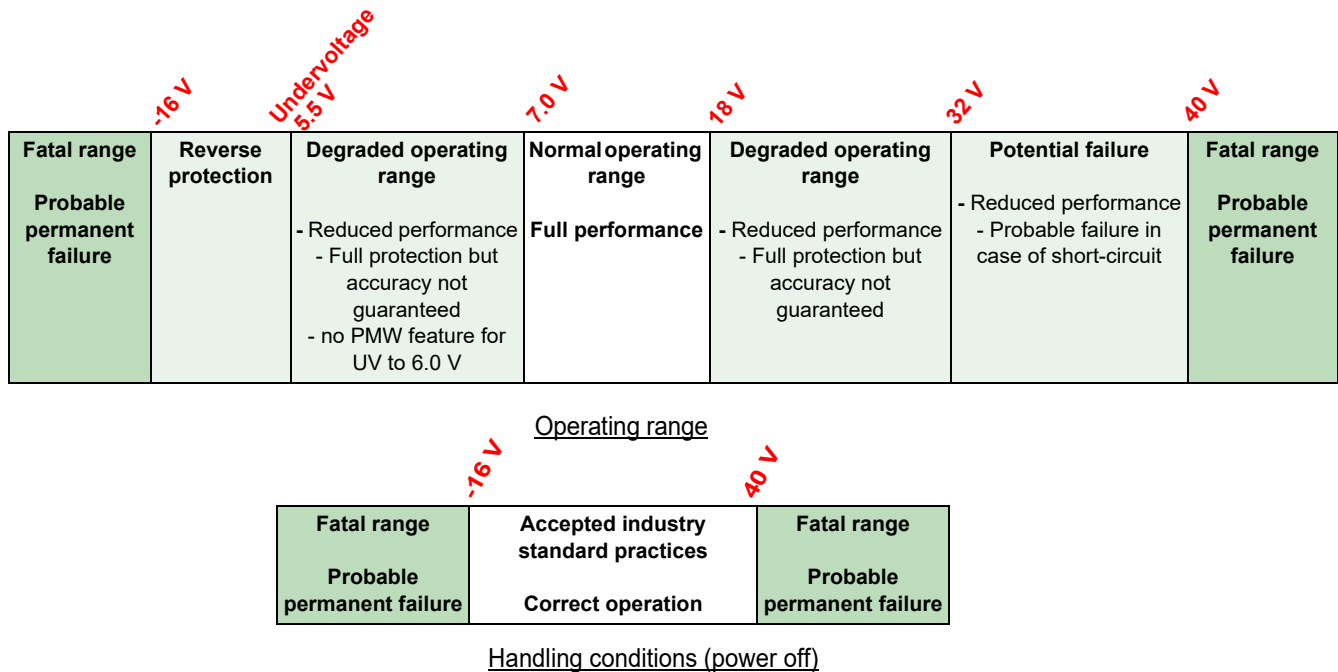 -16 V
Undervoltage
5.5 V
7.0 V
18 V
32 V
40 V
Fatal range
Probable
permanent
failure
Reverse
protection
Degraded operating
range
- Reduced performance
- Full protection but
accuracy not
guaranteed
- no PMW feature for
UV to 6.0 V
Normal operating
range
Full performance
Degraded operating
range
- Reduced performance
- Full protection but
accuracy not
guaranteed
Potential failure
- Reduced performance
- Probable failure in
case of short-circuit
Fatal range
Probable
permanent
failure
Operating range
-16 V
40 V
Fatal range
Probable
permanent failure
Accepted industry
standard practices
Correct operation
Fatal range
Probable
permanent failure
Handling conditions (power off)